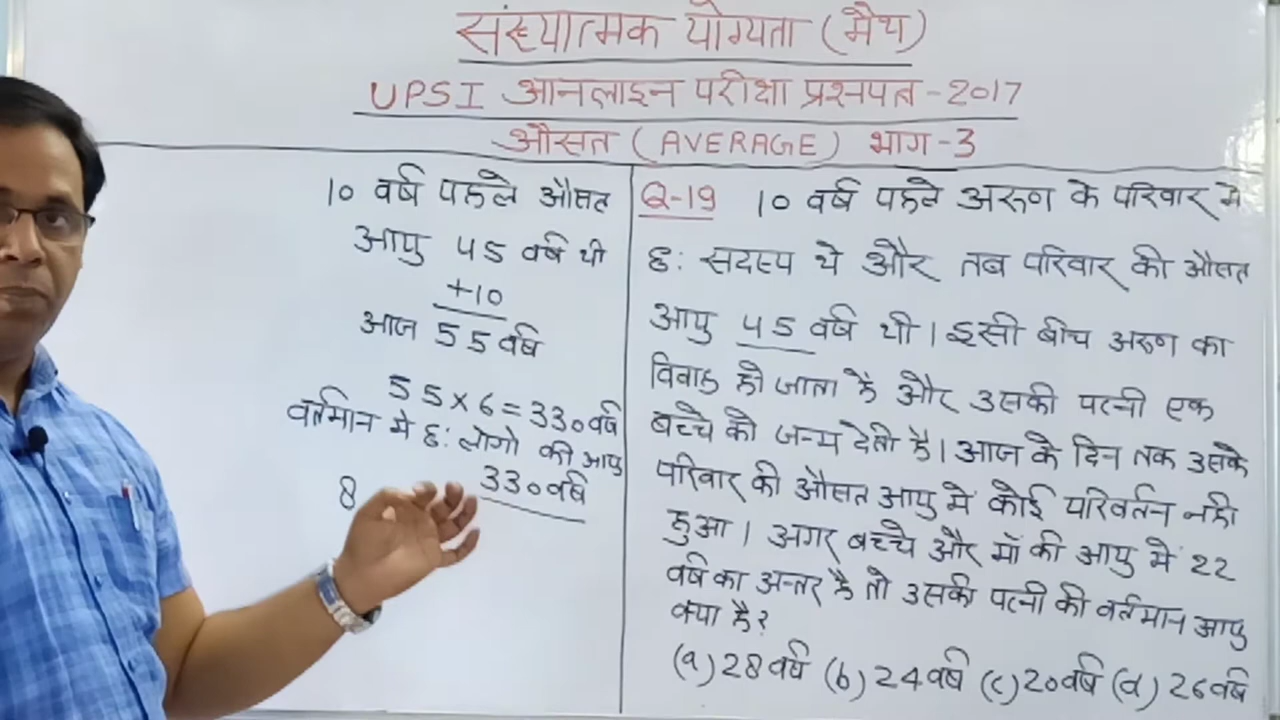 संख्यात्मक योग्यता (मैथ)
UPSI ऑनलाइन परीक्षा प्रश्नपत्र-2017
औसत (AVERAGE) भाग-3
10 वर्ष पहले औसत
आयु 45 वर्ष थी
+10
आज 55 वर्ष
55×6=330 वर्ष
वर्तमान मे छ: लोगो की आयु
330 वर्ष
8
Q-19 10 वर्ष पहले अरूण के परिवार मे
छ: सदस्य थे और तब परिवार की औसत
आयु 45 वर्ष थी। इसी बीच अरूण का
विवाह हो जाता है और उसकी पत्नी एक
बच्चे को जन्म देती है। आज के दिन तक उसके
परिवार की औसत आयु में कोई परिवर्तन नही
हुआ। अगर बच्चे और माँ की आयु में 22
वर्ष का अन्तर है तो उसकी पत्नी की वर्तमान आयु
क्या है?
(a) 28 वर्ष (b) 24 वर्ष (c) 20 वर्ष (d) 26 वर्ष